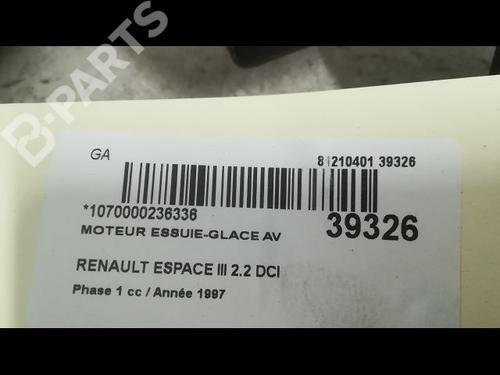 B-PARTS
GA
81210401 39326
*1070000236336
39326
MOTEUR ESSUIE-GLACE AV
RENAULT ESPACE III 2.2 DCI
Phase 1 cc / Année 1997